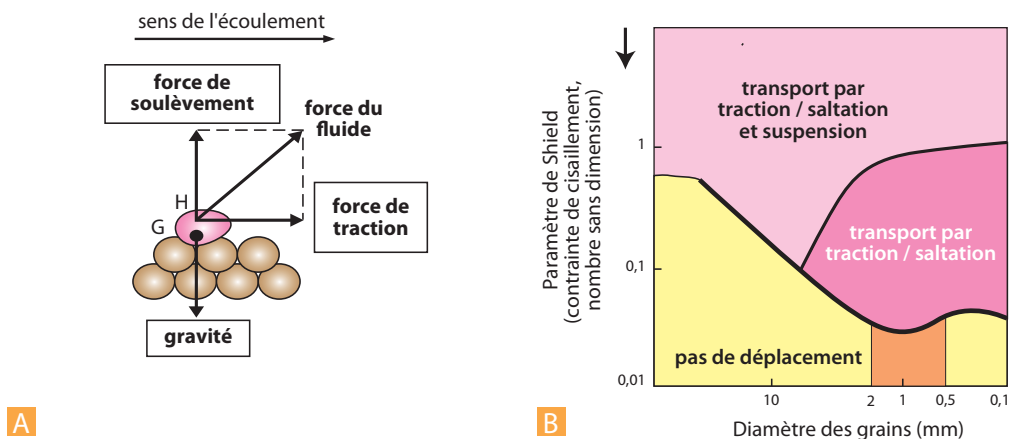 sens de l'écoulement
force de
soulèvement
force du
fluide
H
G
force de
traction
gravité
A
Paramètre de Shield
(contrainte de cisaillement,
nombre sans dimension)
1
0,1
0,01
transport par
traction / saltation
et suspension
transport par
traction / saltation
pas de déplacement
10
2
1
0,5
0,1
Diamètre des grains (mm)
B